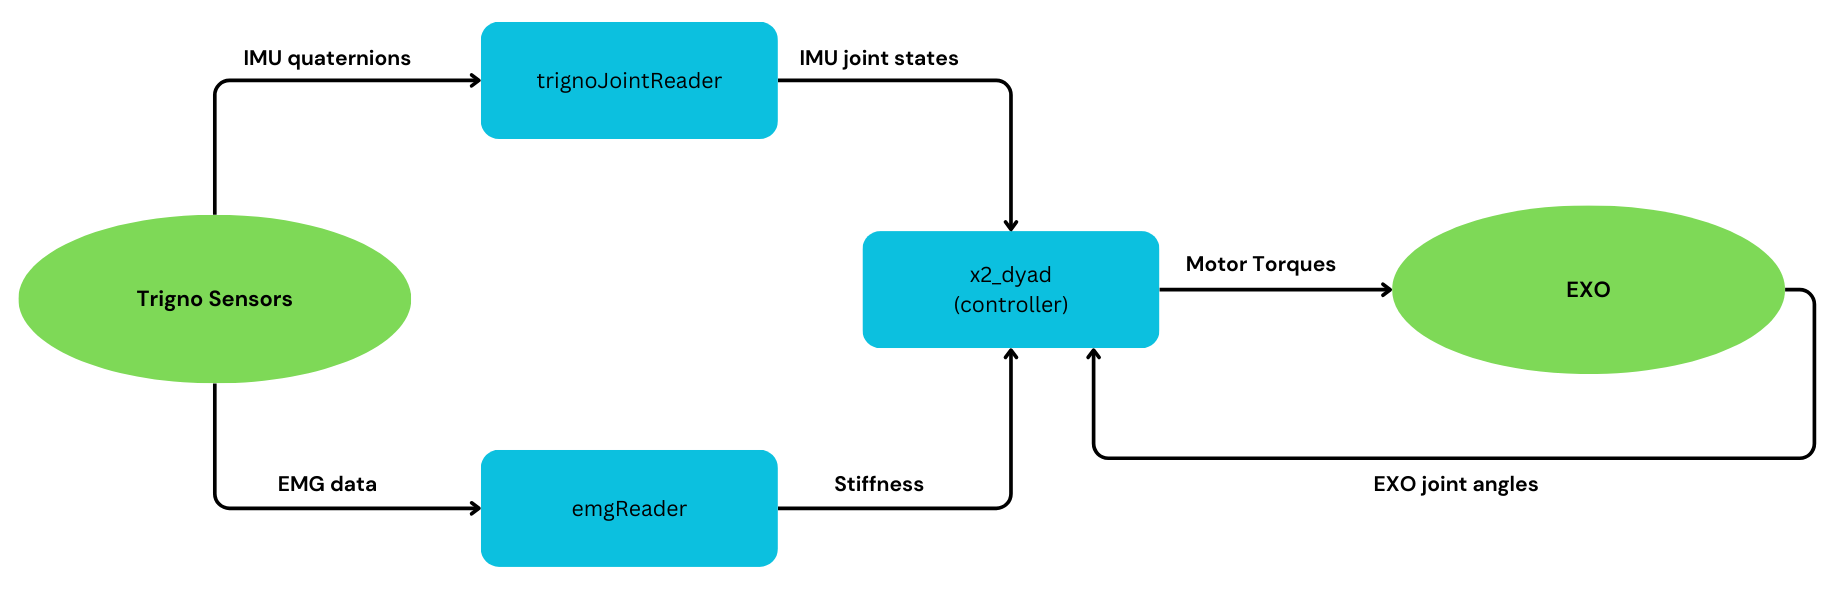 IMU quaternions
trignoJointReader
IMU joint states
Trigno Sensors
x2_dyad
(controller)
Motor Torques
EXO
EMG data
emgReader
Stiffness
EXO joint angles